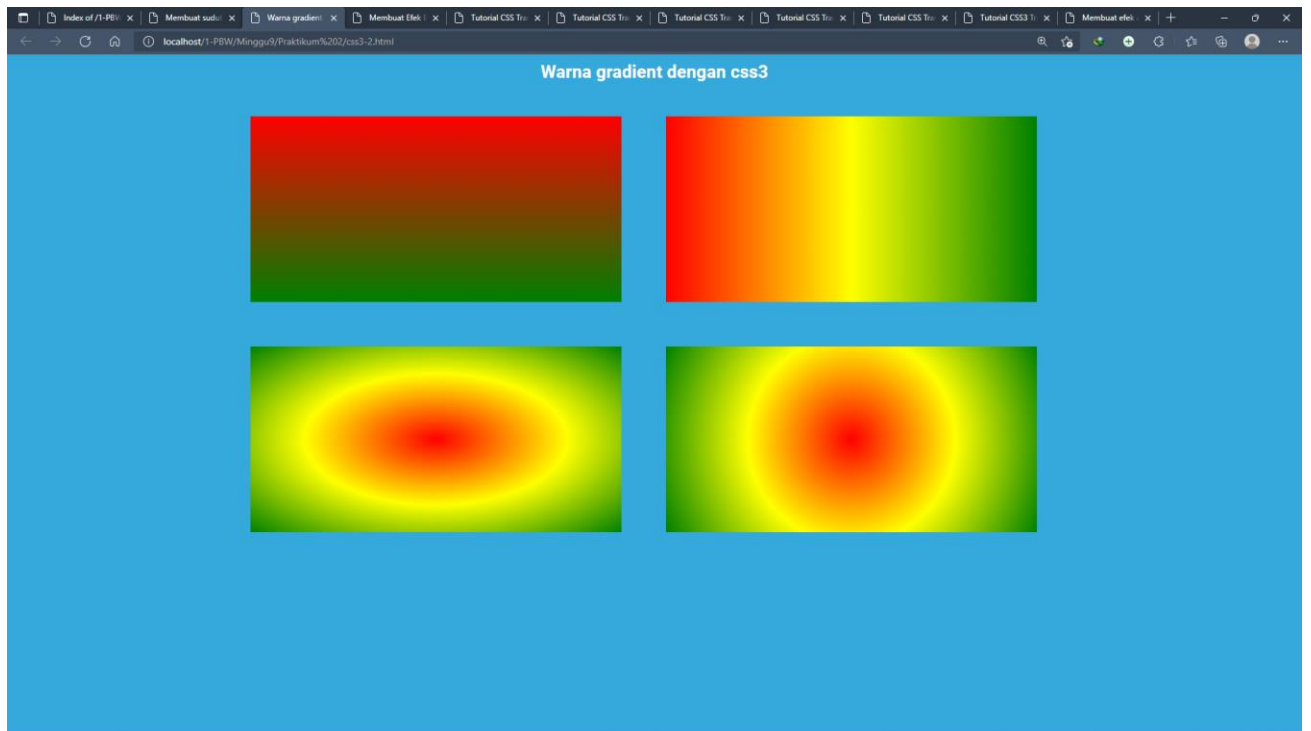 Index of /1-PBW
Membuat sudut
Warna gradient
Membuat Efek
Tutorial CSS Tra
Tutorial CSS Tra
Tutorial CSS Tra
Tutorial CSS Tra
Tutorial CSS Tra
Tutorial CSS3 Tr
Membuat efek
localhost/1-PBW/Minggu9/Praktikum%202/css3-2.html
Warna gradient dengan css3